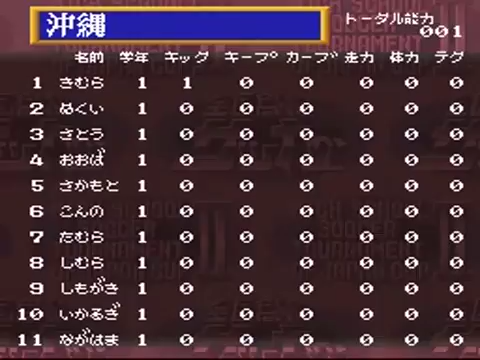 沖縄
トータル能力
001
名前 学年 キック キープ カーブ 走力 体力 テク
1 きむら 1 1 0 0 0 0 0
2 ぬくい 1 0 0 0 0 0 0
3 さとう 1 0 0 0 0 0 0
4 おおば 1 0 0 0 0 0 0
5 さかもと 1 0 0 0 0 0 0
6 こんの 1 0 0 0 0 0 0
7 たむら 1 0 0 0 0 0 0
8 しむら 1 0 0 0 0 0 0
9 しもがき 1 0 0 0 0 0 0
10 いかるぎ 1 0 0 0 0 0 0
11 ながはま 1 0 0 0 0 0 0